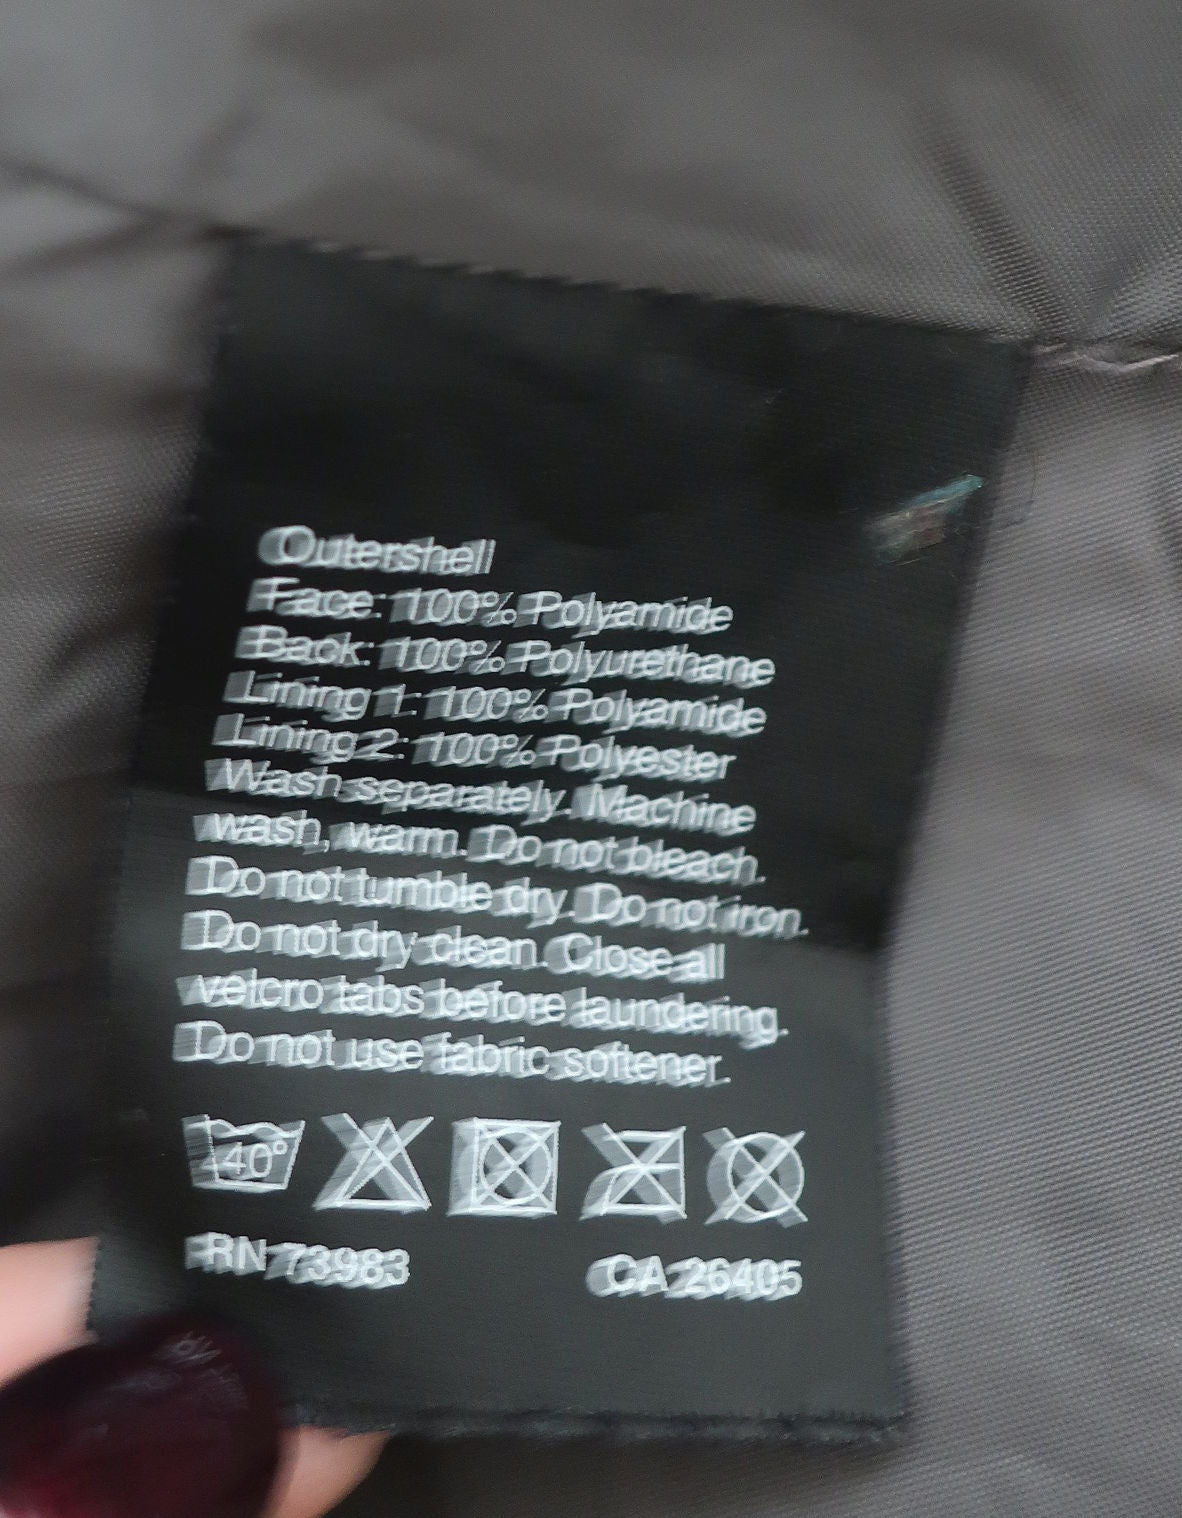 Outershell
Face: 100% Polyamide
Back: 100% Polyurethane
Lining 1: 100% Polyamide
Lining 2: 100% Polyester
Wash separately. Machine
wash, warm. Do not bleach.
Do not tumble dry. Do not iron.
Do not dry clean. Close all
velcro tabs before laundering.
Do not use fabric softener.
40°
RN 73983 CA 26405